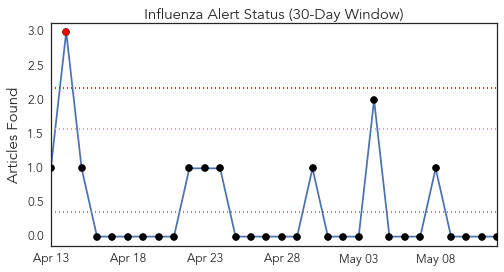 Influenza Alert Status (30-Day Window)
Articles Found
3.0
2.5
2.0
1.5
1.0
0.5
0.0
Apr 13
Apr 18
Apr 23
Apr 28
May 03
May 08